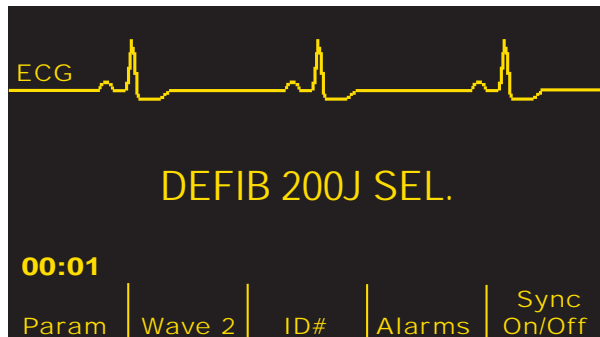 ECG
DEFIB 200J SEL.
00:01
Param
Wave 2
ID#
Alarms
Sync
On/Off